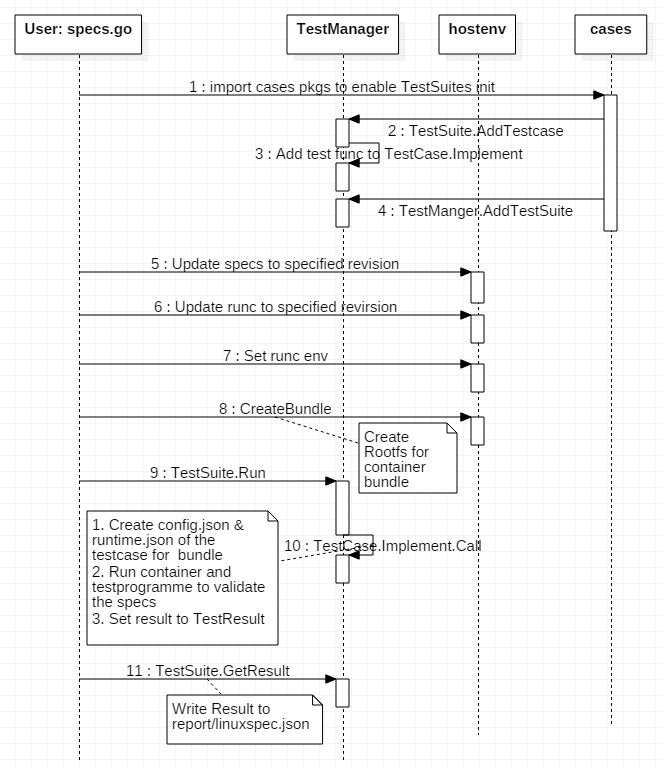 User: specs.go
TestManager
hostenv
cases
1 : import cases pkgs to enable TestSuites init
2 : TestSuite.AddTestcase
3 : Add test func to TestCase.Implement
4 : TestManger.AddTestSuite
5 : Update specs to specified revision
6 : Update runc to specified revirsion
7 : Set runc env
8 : CreateBundle
Create
Rootfs for
container
bundle
9 : TestSuite.Run
10 : TestCase.Implement.Call
1. Create config.json &
runtime.json of the
testcase for  bundle
2. Run container and
testprogramme to validate
the specs
3. Set result to TestResult
11 : TestSuite.GetResult
Write Result to
report/linuxspec.json